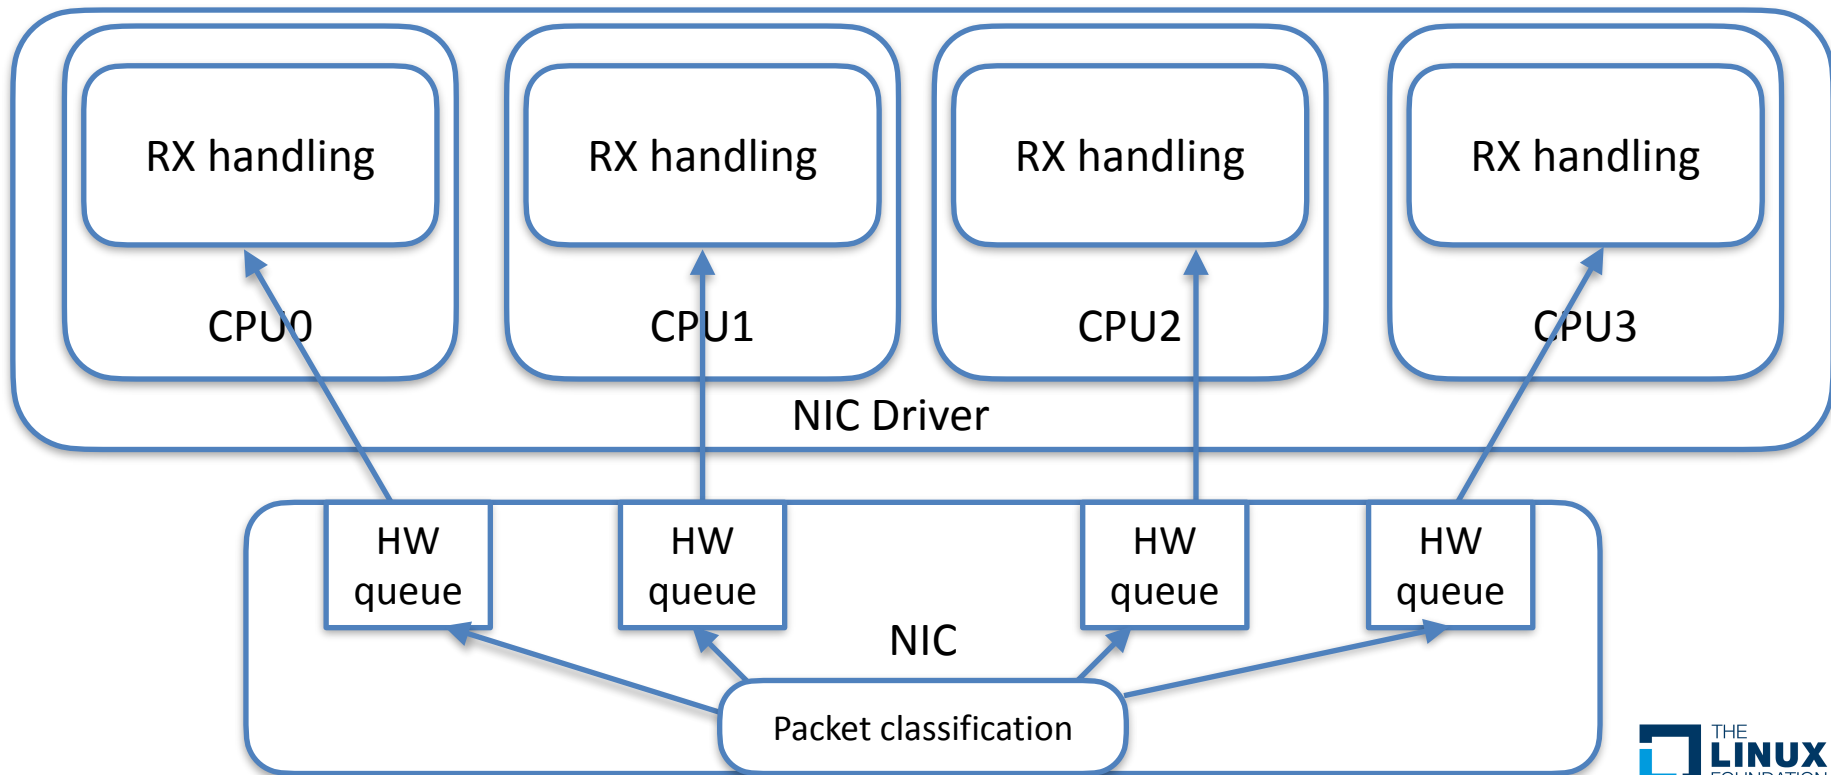 RX handling
RX handling
RX handling
RX handling
CPU0
CPU1
CPU2
CPU3
NIC Driver
HW
queue
HW
queue
HW
queue
HW
queue
NIC
Packet classification
THE
LINUX
FOUNDATION